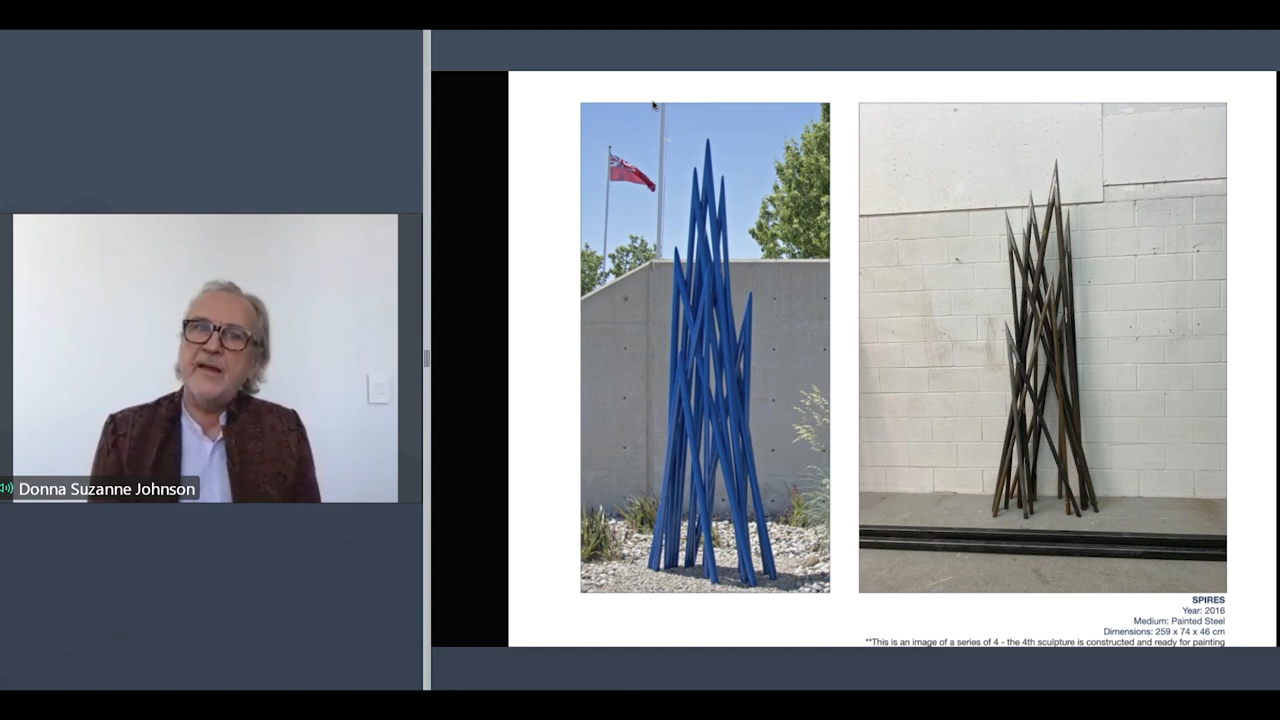 Donna Suzanne Johnson
SPIRES
Year: 2016
Medium: Painted Steel
Dimensions: 259 x 74 x 46 cm
**This is an image of a series of 4 - the 4th sculpture is constructed and ready for painting